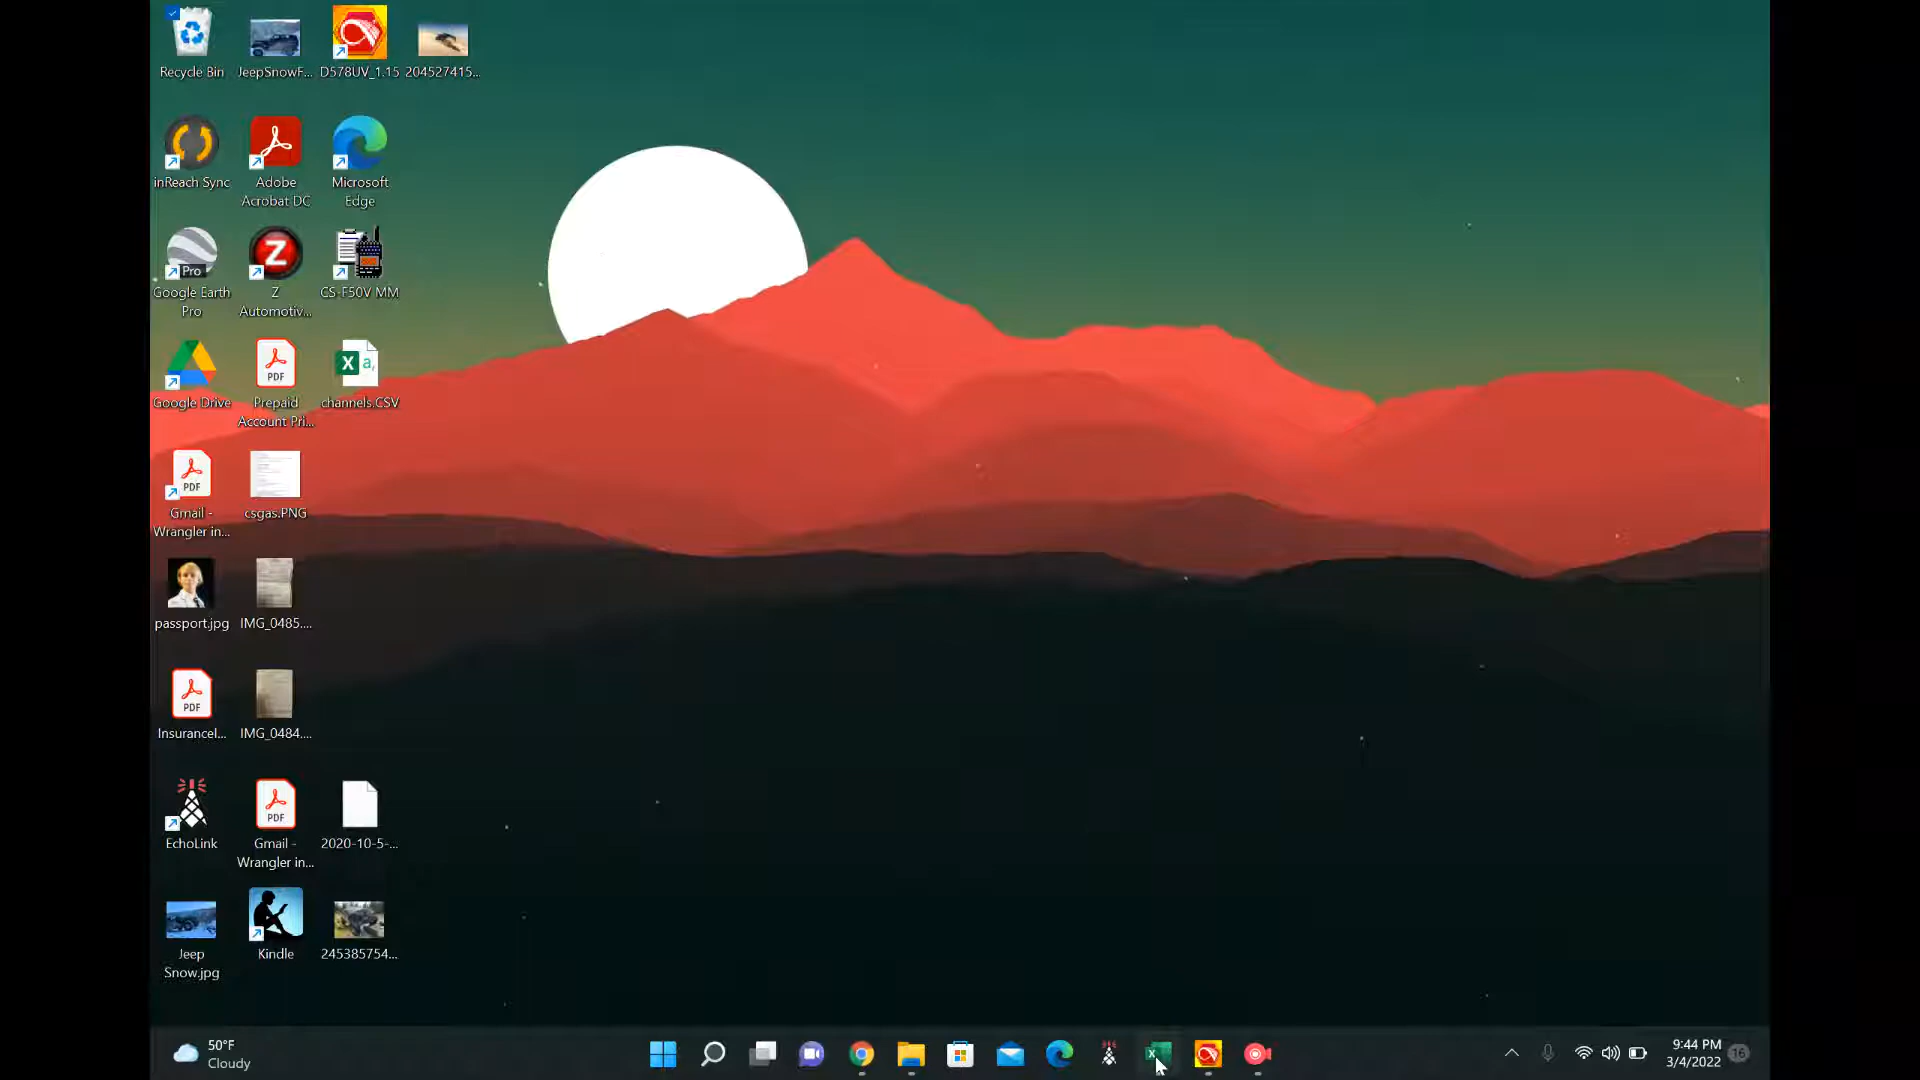 Recycle Bin
JeepSnowF...
D578UV_1.15
204527415...
inReach Sync
Adobe
Acrobat DC
Microsoft
Edge
Pro
Google Earth
Pro
Z
Z
Automotiv...
CS-F50V MM
Google Drive
PDF
Prepaid
Account Pri...
X a,
channels.CSV
PDF
Gmail -
Wrangler in...
csgas.PNG
passport.jpg
IMG_0485....
PDF
Insurancel...
IMG_0484....
EchoLink
PDF
Gmail -
Wrangler in...
2020-10-5-...
Jeep
Snow.jpg
Kindle
245385754...
50°F
Cloudy
X
9:44 PM
3/4/2022
16